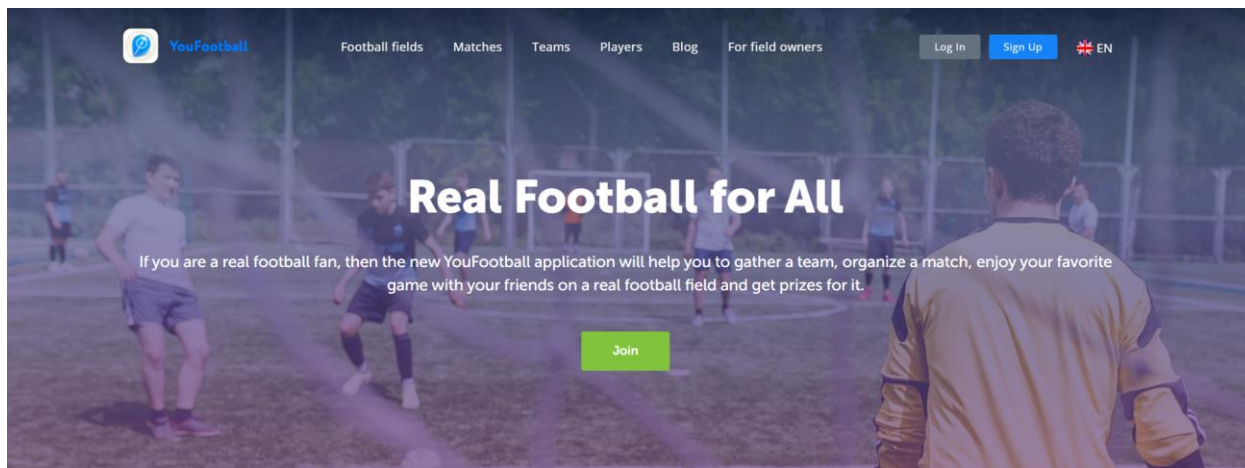 YouFootball
Football fields
Matches
Teams
Players
Blog
For field owners
Log In
Sign Up
EN
Real Football for All
If you are a real football fan, then the new YouFootball application will help you to gather a team, organize a match, enjoy your favorite
game with your friends on a real football field and get prizes for it.
Join